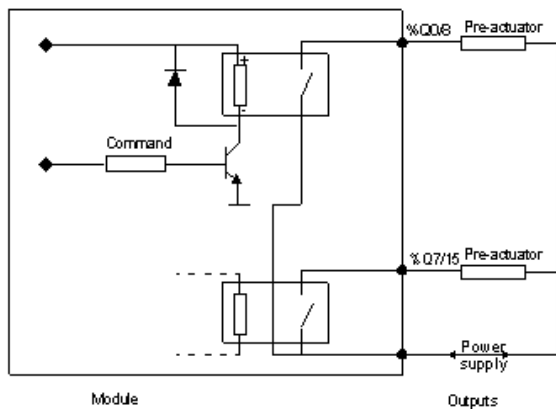 %Q0/8 Pre-actuator
+
-
Command
%Q7/15 Pre-actuator
Power
supply
Module Outputs